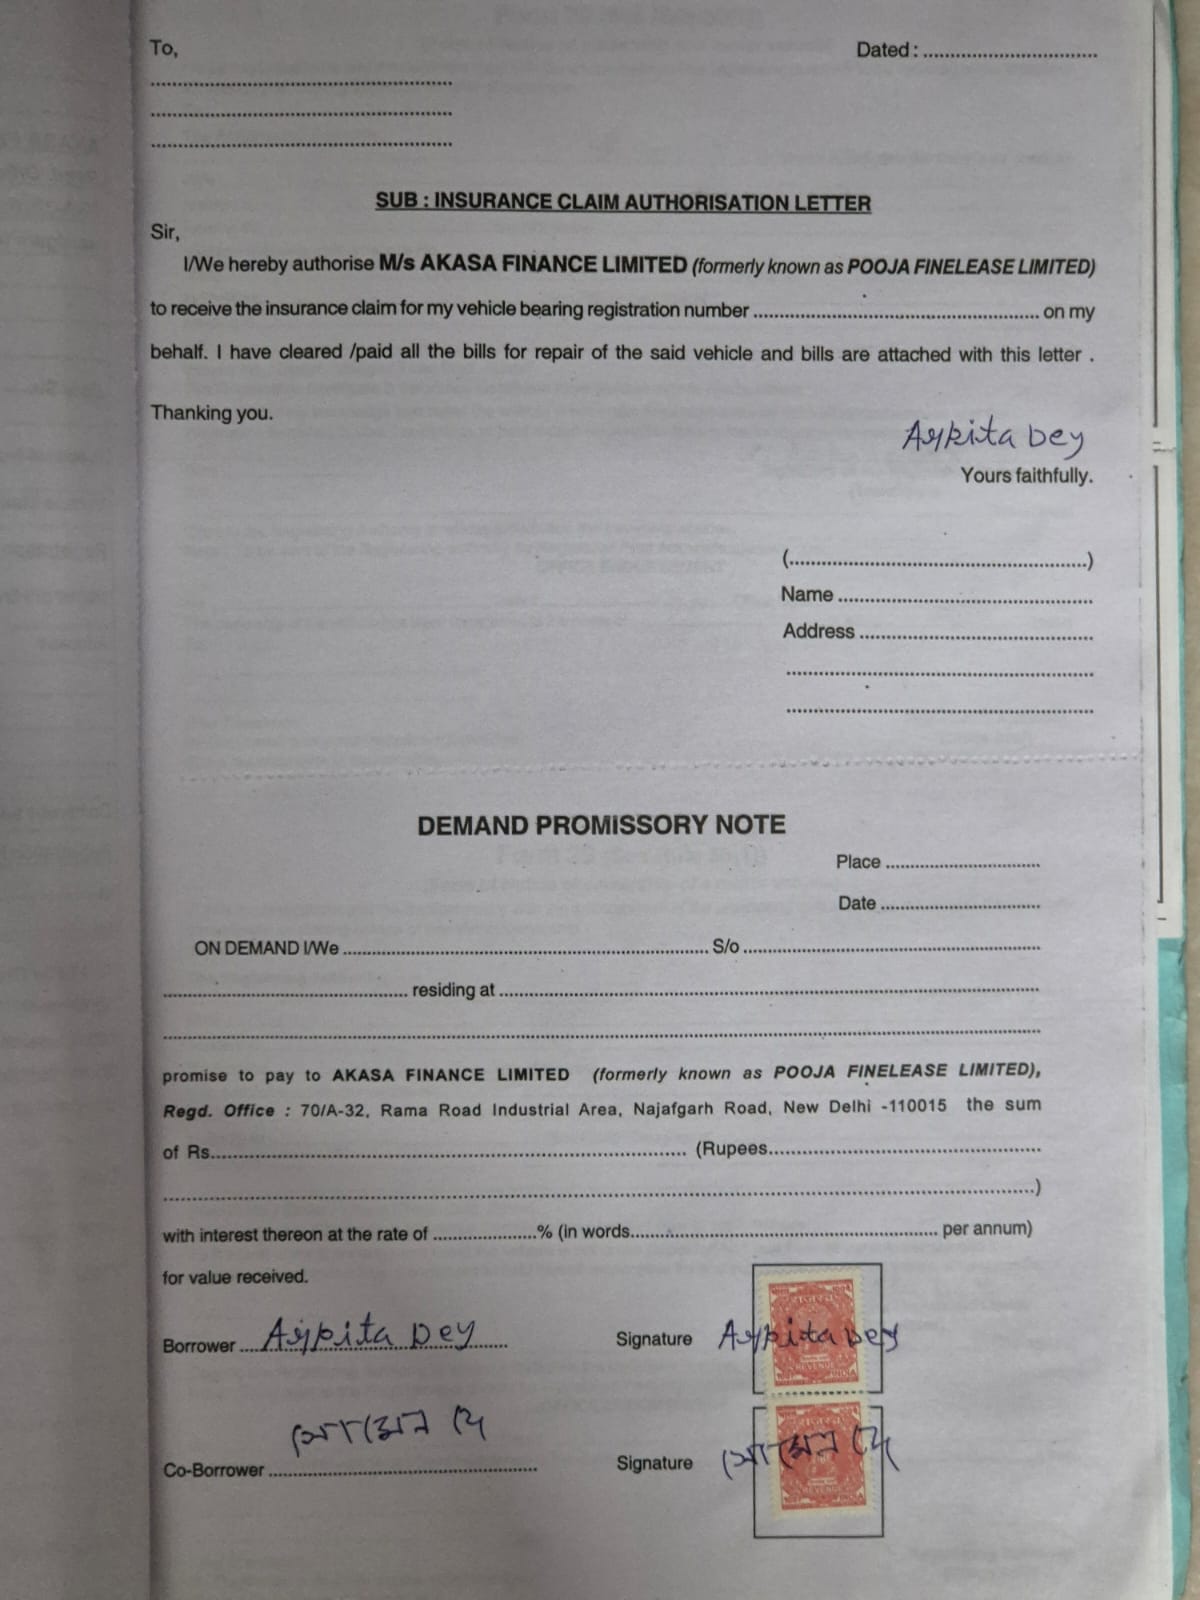 To,
Dated : ........................
........................
........................
........................
SUB : INSURANCE CLAIM AUTHORISATION LETTER
Sir,
I/We hereby authorise M/s AKASA FINANCE LIMITED (formerly known as POOJA FINELEASE LIMITED)
to receive the insurance claim for my vehicle bearing registration number ........................ on my
behalf. I have cleared /paid all the bills for repair of the said vehicle and bills are attached with this letter .
Thanking you.
Arpita Dey
Yours faithfully.
(........................)
Name ........................
Address ........................
........................
........................
DEMAND PROMISSORY NOTE
Place ........................
Date ........................
ON DEMAND I/We ........................ S/o ........................
........................ residing at ........................
........................
promise to pay to AKASA FINANCE LIMITED (formerly known as POOJA FINELEASE LIMITED),
Regd. Office : 70/A-32, Rama Road Industrial Area, Najafgarh Road, New Delhi -110015 the sum
of Rs........................ (Rupees........................
........................)
with interest thereon at the rate of ....................% (in words........................ per annum)
for value received.
Borrower ... Arpita Dey ... Signature Arpita Dey
REVENUE
INDIA
Co-Borrower ........................ Signature
REVENUE
INDIA